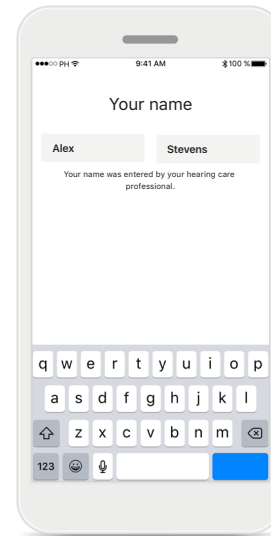 PH 9:41 AM 100 %
Your name
Alex Stevens
Your name was entered by your hearing care
professional.
q w e r t y u i o p
a s d f g h j k l
z x c v b n m
123